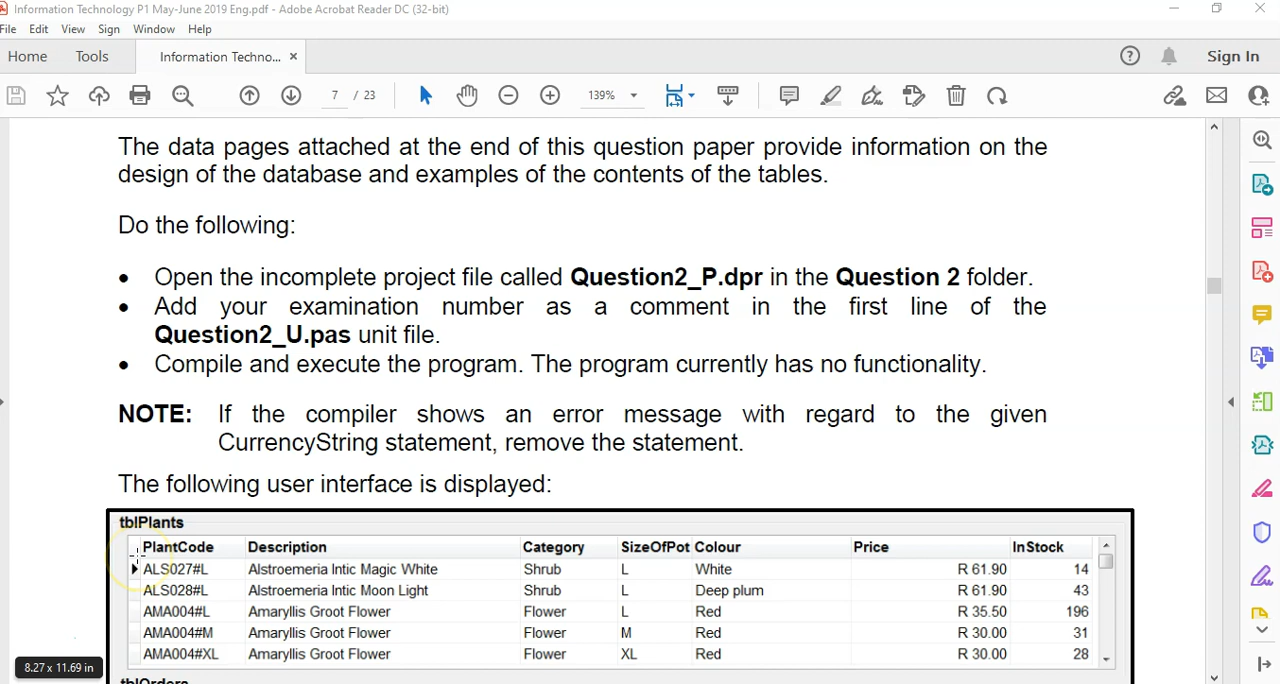 Information Technology P1 May-June 2019 Eng.pdf - Adobe Acrobat Reader DC (32-bit)
File Edit View Sign Window Help
Home Tools Information Techno... × Sign In
7 / 23 139%
The data pages attached at the end of this question paper provide information on the
design of the database and examples of the contents of the tables.
Do the following:
• Open the incomplete project file called Question2_P.dpr in the Question 2 folder.
• Add your examination number as a comment in the first line of the
Question2_U.pas unit file.
• Compile and execute the program. The program currently has no functionality.
NOTE: If the compiler shows an error message with regard to the given
CurrencyString statement, remove the statement.
The following user interface is displayed:
tblPlants
PlantCode Description Category SizeOfPot Colour Price InStock
ALS027#L Alstroemeria Intic Magic White Shrub L White R 61.90 14
ALS028#L Alstroemeria Intic Moon Light Shrub L Deep plum R 61.90 43
AMA004#L Amaryllis Groot Flower Flower L Red R 35.50 196
AMA004#M Amaryllis Groot Flower Flower M Red R 30.00 31
AMA004#XL Amaryllis Groot Flower Flower XL Red R 30.00 28
8.27 x 11.69 in
tblOrders